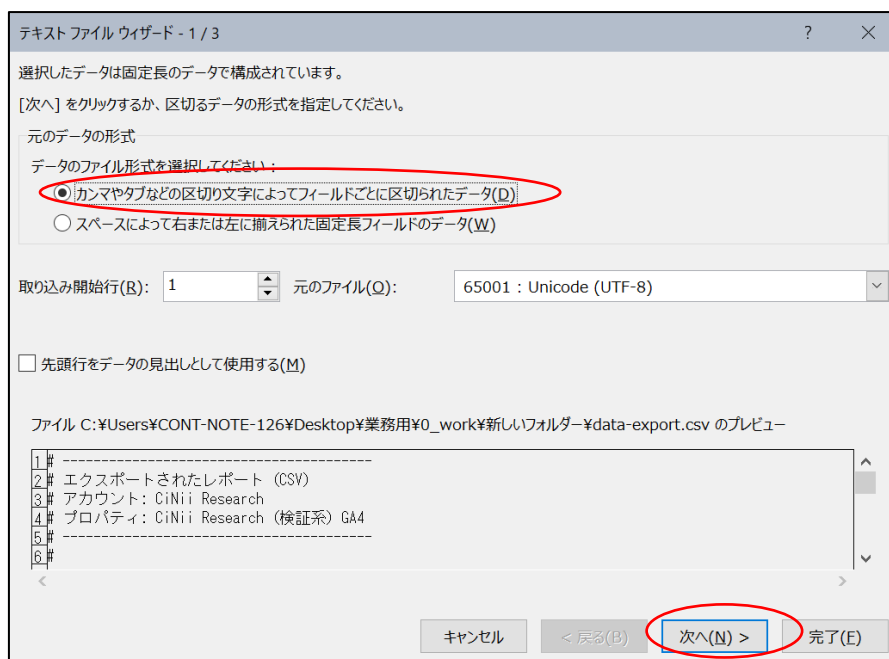 テキスト ファイル ウィザード - 1 / 3
選択したデータは固定長のデータで構成されています。
[次へ] をクリックするか、区切るデータの形式を指定してください。
元のデータの形式
データのファイル形式を選択してください：
カンマやタブなどの区切り文字によってフィールドごとに区切られたデータ(D)
スペースによって右または左に揃えられた固定長フィールドのデータ(W)
取り込み開始行(R): 1 元のファイル(O): 65001 : Unicode (UTF-8)
先頭行をデータの見出しとして使用する(M)
ファイル C:¥Users¥CONT-NOTE-126¥Desktop¥業務用¥0_work¥新しいフォルダー¥data-export.csv のプレビュー
1 # ----------------------------------------
2 # エクスポートされたレポート (CSV)
3 # アカウント: CiNii Research
4 # プロパティ: CiNii Research (検証系) GA4
5 # ----------------------------------------
6 #
キャンセル < 戻る(B) 次へ(N) > 完了(F)